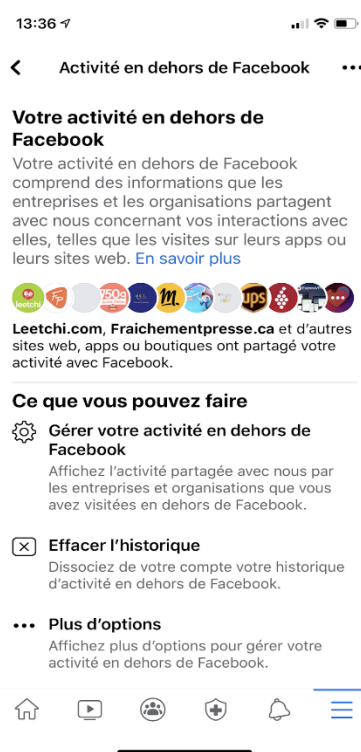 13:36
Activité en dehors de Facebook
Votre activité en dehors de
Facebook
Votre activité en dehors de Facebook
comprend des informations que les
entreprises et les organisations partagent
avec nous concernant vos interactions avec
elles, telles que les visites sur leurs apps ou
leurs sites web. En savoir plus
leetchi
FP
750g
m.
ups
Leetchi.com, Fraichementpresse.ca et d'autres
sites web, apps ou boutiques ont partagé votre
activité avec Facebook.
Ce que vous pouvez faire
Gérer votre activité en dehors de
Facebook
Affichez l'activité partagée avec nous par
les entreprises et organisations que vous
avez visitées en dehors de Facebook.
Effacer l'historique
Dissociez de votre compte votre historique
d'activité en dehors de Facebook.
Plus d'options
Affichez plus d'options pour gérer votre
activité en dehors de Facebook.